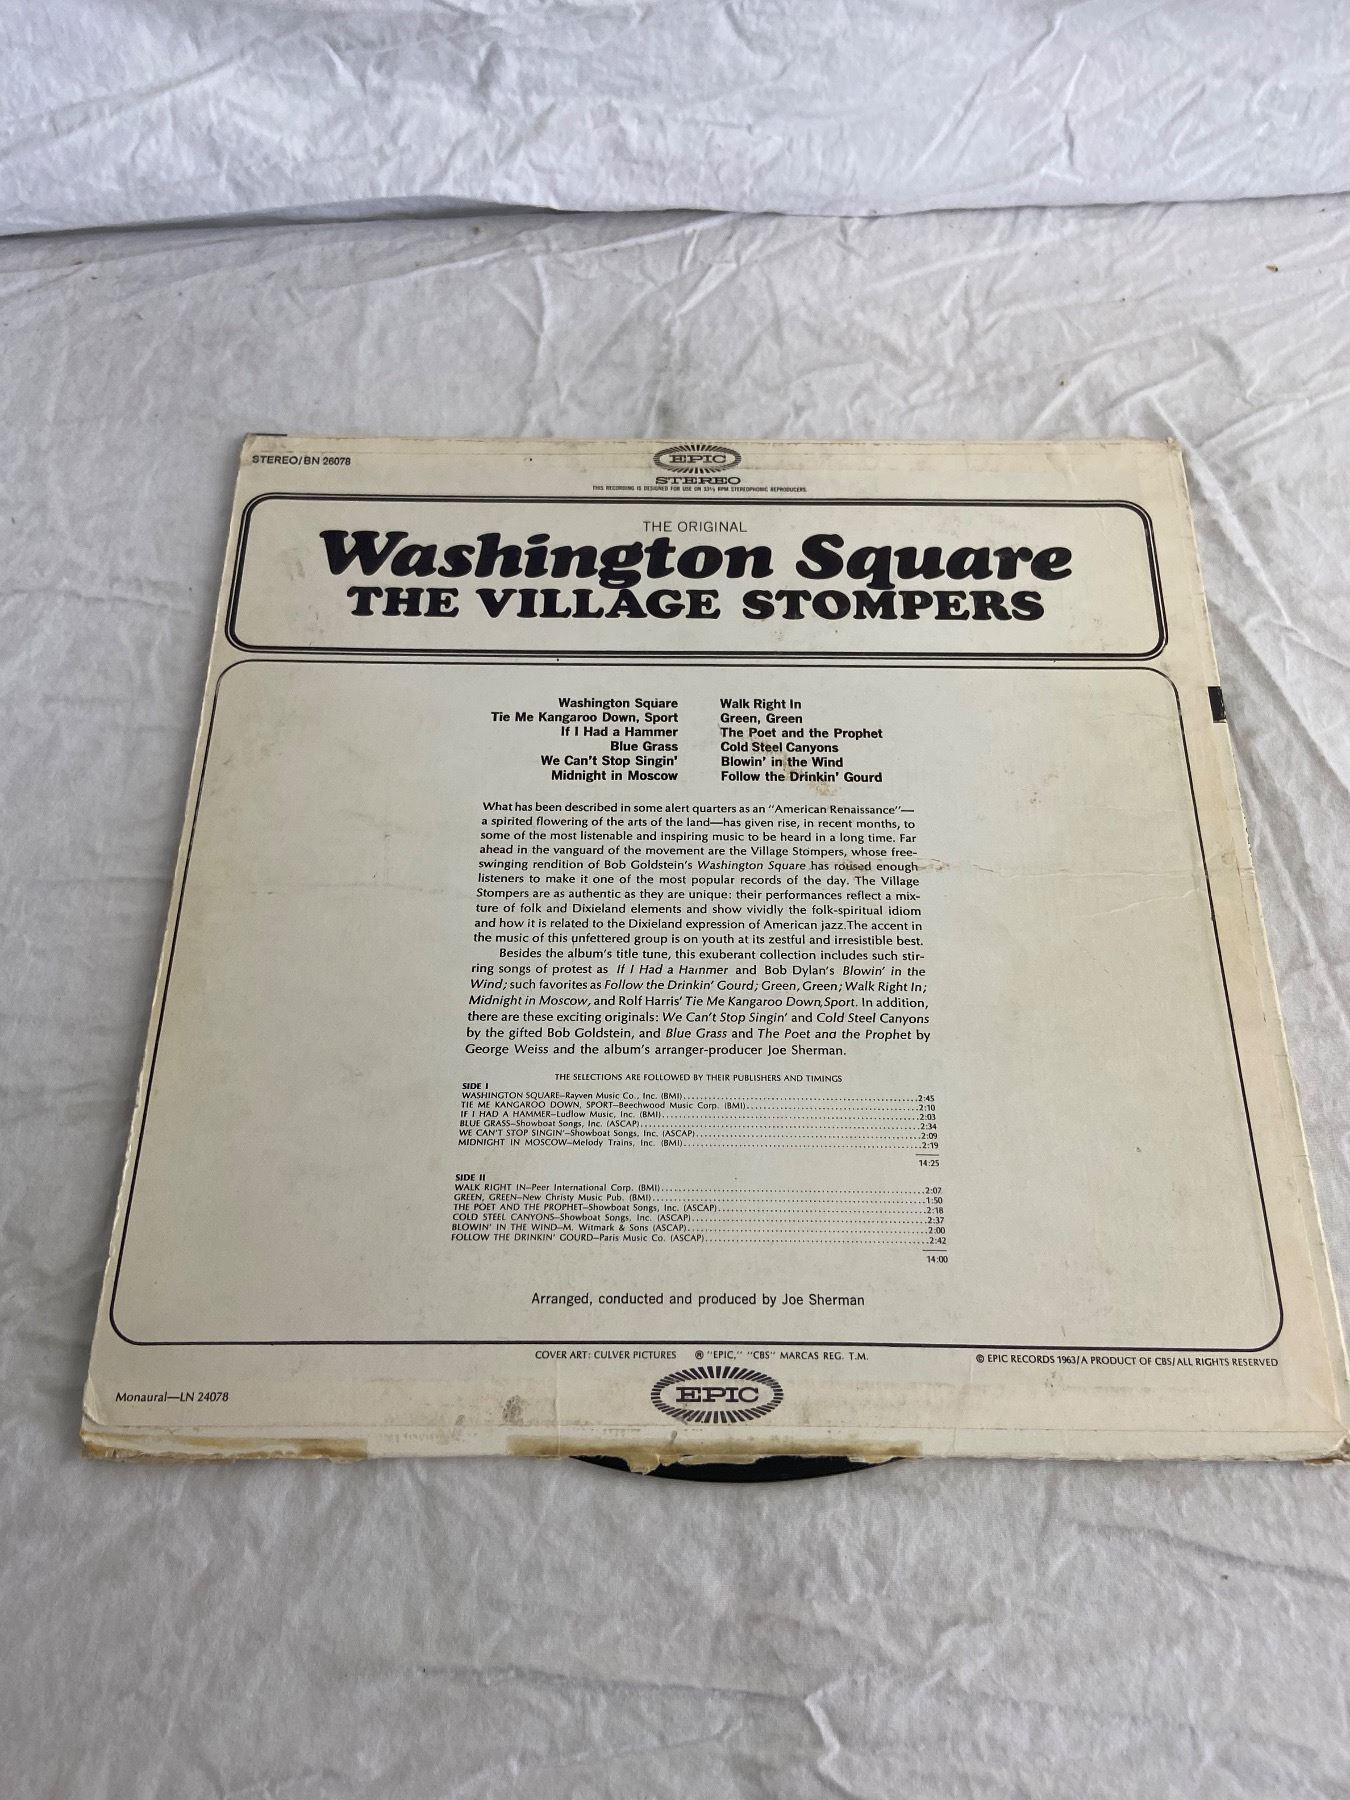 STEREO/BN 26078
EPIC
STEREO
THIS RECORDING IS DESIGNED FOR USE ON 33⅓ RPM STEREOPHONIC REPRODUCERS.
THE ORIGINAL
Washington Square
THE VILLAGE STOMPERS
Washington Square
Tie Me Kangaroo Down, Sport
If I Had a Hammer
Blue Grass
We Can't Stop Singin'
Midnight in Moscow
Walk Right In
Green, Green
The Poet and the Prophet
Cold Steel Canyons
Blowin' in the Wind
Follow the Drinkin' Gourd
What has been described in some alert quarters as an "American Renaissance"—
a spirited flowering of the arts of the land—has given rise, in recent months, to
some of the most listenable and inspiring music to be heard in a long time. Far
ahead in the vanguard of the movement are the Village Stompers, whose free-
swinging rendition of Bob Goldstein's Washington Square has roused enough
listeners to make it one of the most popular records of the day. The Village
Stompers are as authentic as they are unique: their performances reflect a mix-
ture of folk and Dixieland elements and show vividly the folk-spiritual idiom
and how it is related to the Dixieland expression of American jazz. The accent in
the music of this unfettered group is on youth at its zestful and irresistible best.
Besides the album's title tune, this exuberant collection includes such stir-
ring songs of protest as If I Had a Hammer and Bob Dylan's Blowin' in the
Wind; such favorites as Follow the Drinkin' Gourd; Green, Green; Walk Right In;
Midnight in Moscow, and Rolf Harris' Tie Me Kangaroo Down, Sport. In addition,
there are these exciting originals: We Can't Stop Singin' and Cold Steel Canyons
by the gifted Bob Goldstein, and Blue Grass and The Poet and the Prophet by
George Weiss and the album's arranger-producer Joe Sherman.
THE SELECTIONS ARE FOLLOWED BY THEIR PUBLISHERS AND TIMINGS
SIDE I
WASHINGTON SQUARE—Rayven Music Co., Inc. (BMI)..........2:45
TIE ME KANGAROO DOWN, SPORT—Beechwood Music Corp. (BMI)..........2:10
IF I HAD A HAMMER—Ludlow Music, Inc. (BMI)..........2:03
BLUE GRASS—Showboat Songs, Inc. (ASCAP)..........2:34
WE CAN'T STOP SINGIN'—Showboat Songs, Inc. (ASCAP)..........2:09
MIDNIGHT IN MOSCOW—Melody Trains, Inc. (BMI)..........2:19
14:25
SIDE II
WALK RIGHT IN—Peer International Corp. (BMI)..........2:07
GREEN, GREEN—New Christy Music Pub. (BMI)..........1:50
THE POET AND THE PROPHET—Showboat Songs, Inc. (ASCAP)..........2:18
COLD STEEL CANYONS—Showboat Songs, Inc. (ASCAP)..........2:37
BLOWIN' IN THE WIND—M. Witmark & Sons (ASCAP)..........2:00
FOLLOW THE DRINKIN' GOURD—Paris Music Co. (ASCAP)..........2:42
14:00
Arranged, conducted and produced by Joe Sherman
COVER ART: CULVER PICTURES ® "EPIC," "CBS" MARCAS REG. T.M.
© EPIC RECORDS 1963/A PRODUCT OF CBS/ALL RIGHTS RESERVED
Monaural—LN 24078
EPIC